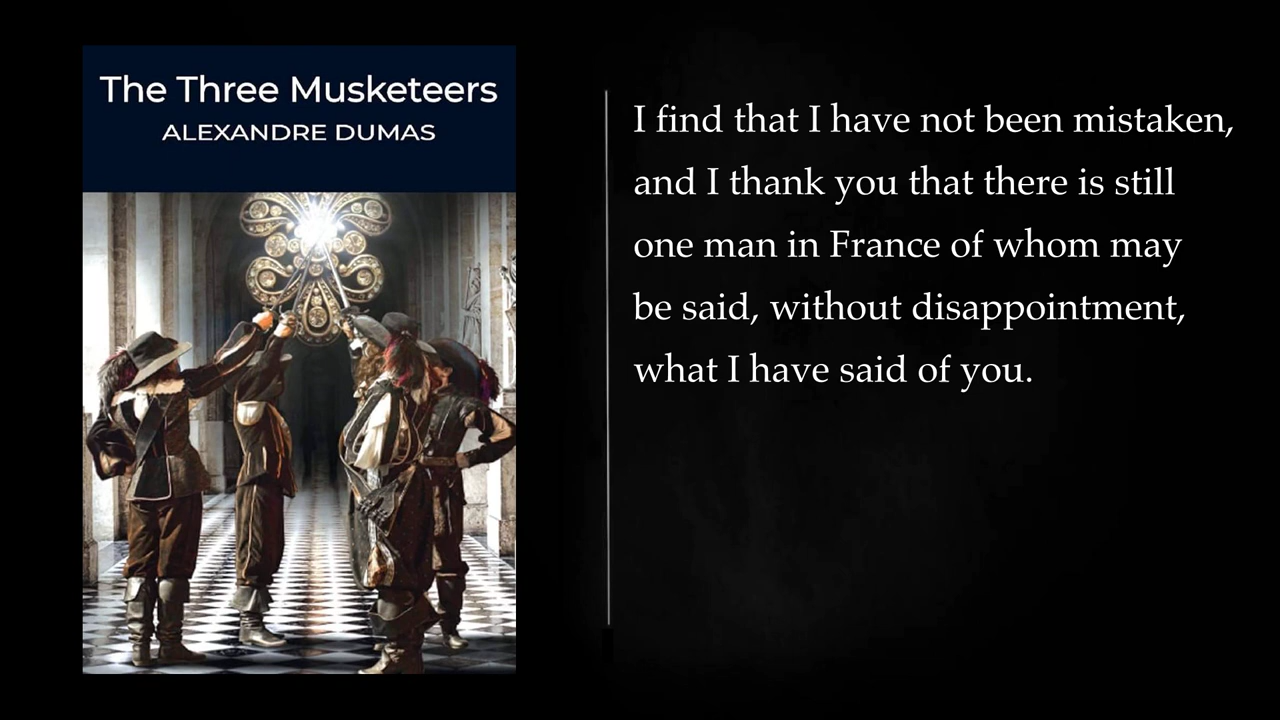 The Three Musketeers
ALEXANDRE DUMAS
I find that I have not been mistaken,
and I thank you that there is still
one man in France of whom may
be said, without disappointment,
what I have said of you.